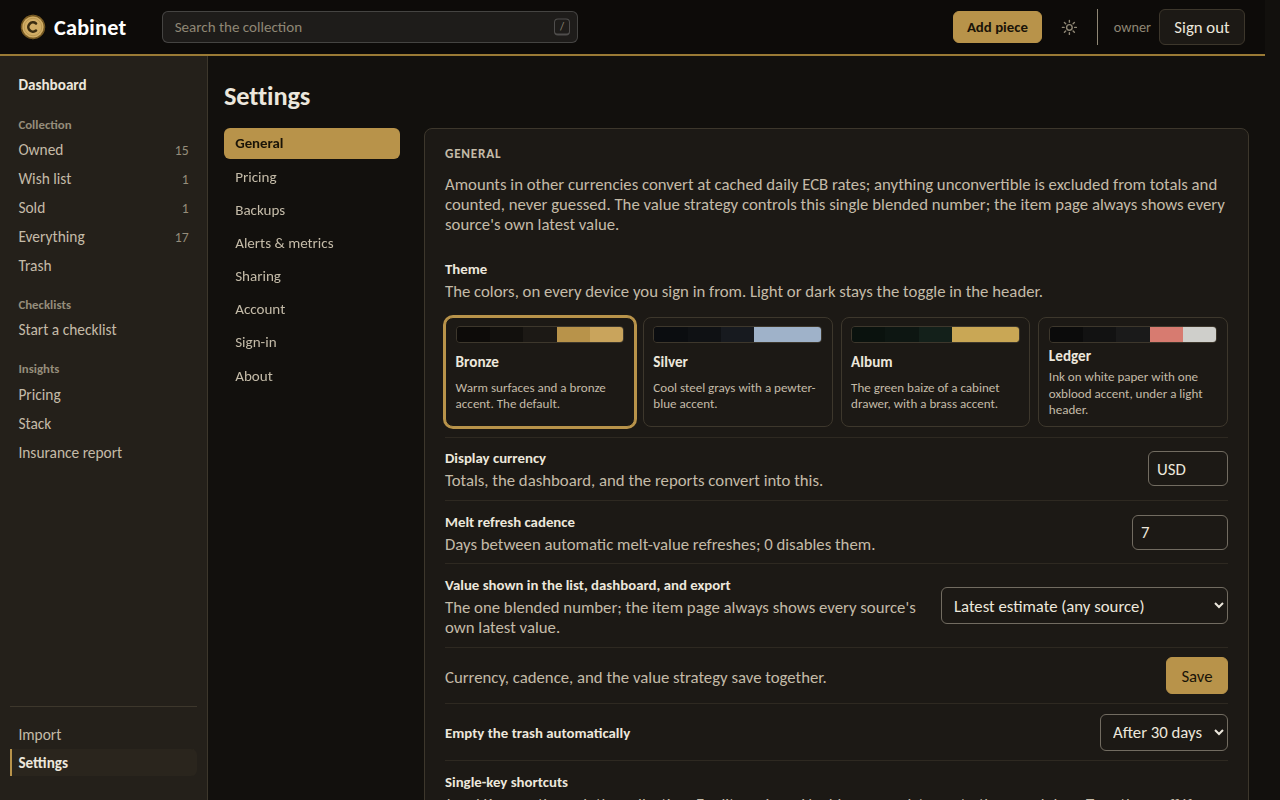 Cabinet
Search the collection
/
Add piece
owner
Sign out
Dashboard
Collection
Owned 15
Wish list 1
Sold 1
Everything 17
Trash
Checklists
Start a checklist
Insights
Pricing
Stack
Insurance report
Import
Settings
Settings
General
Pricing
Backups
Alerts & metrics
Sharing
Account
Sign-in
About
GENERAL
Amounts in other currencies convert at cached daily ECB rates; anything unconvertible is excluded from totals and
counted, never guessed. The value strategy controls this single blended number; the item page always shows every
source's own latest value.
Theme
The colors, on every device you sign in from. Light or dark stays the toggle in the header.
Bronze
Warm surfaces and a bronze
accent. The default.
Silver
Cool steel grays with a pewter-
blue accent.
Album
The green baize of a cabinet
drawer, with a brass accent.
Ledger
Ink on white paper with one
oxblood accent, under a light
header.
Display currency
Totals, the dashboard, and the reports convert into this.
USD
Melt refresh cadence
Days between automatic melt-value refreshes; 0 disables them.
7
Value shown in the list, dashboard, and export
The one blended number; the item page always shows every source's
own latest value.
Latest estimate (any source)
Currency, cadence, and the value strategy save together.
Save
Empty the trash automatically
After 30 days
Single-key shortcuts